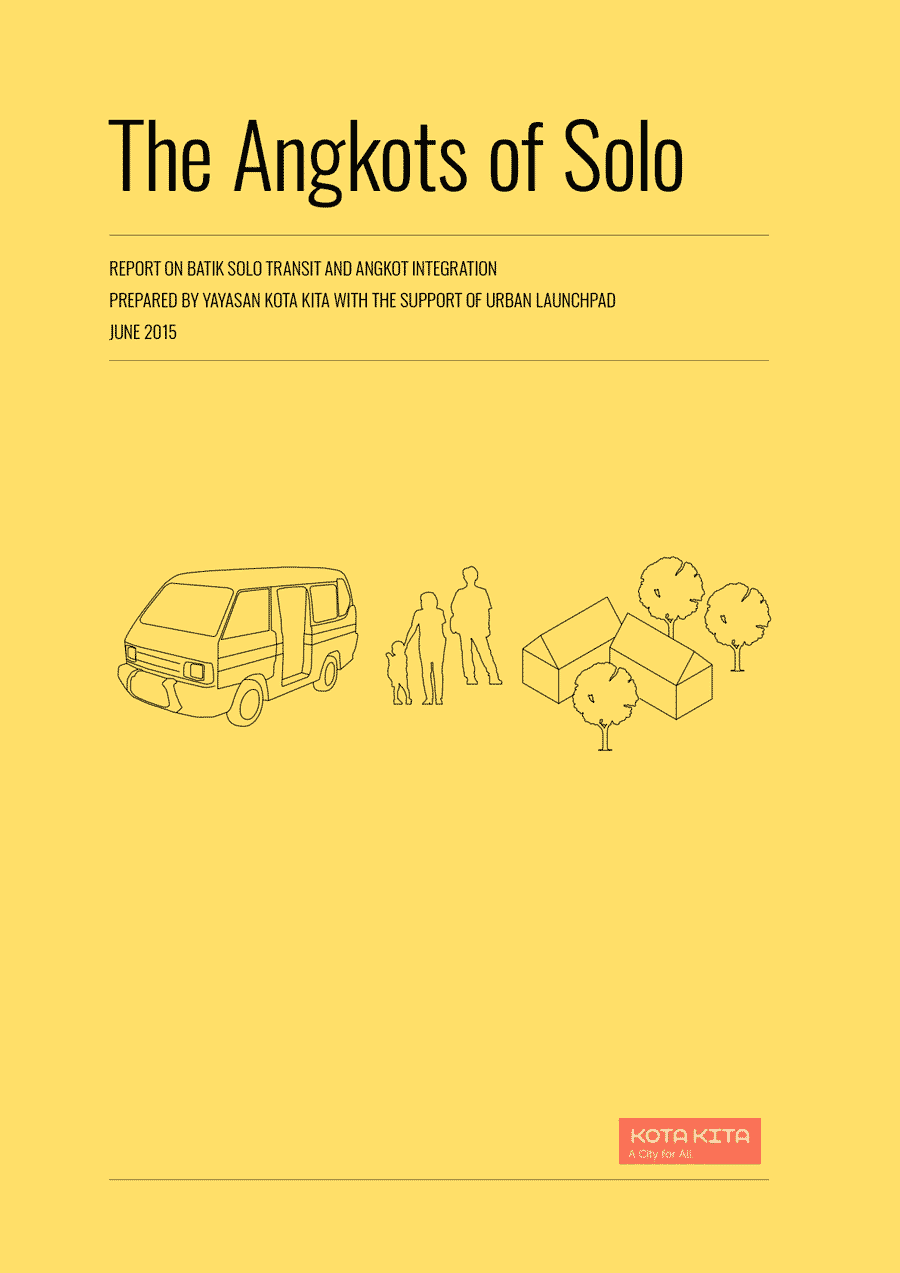 The Angkots of Solo
REPORT ON BATIK SOLO TRANSIT AND ANGKOT INTEGRATION
PREPARED BY YAYASAN KOTA KITA WITH THE SUPPORT OF URBAN LAUNCHPAD
JUNE 2015
KOTA KITA
A City for All